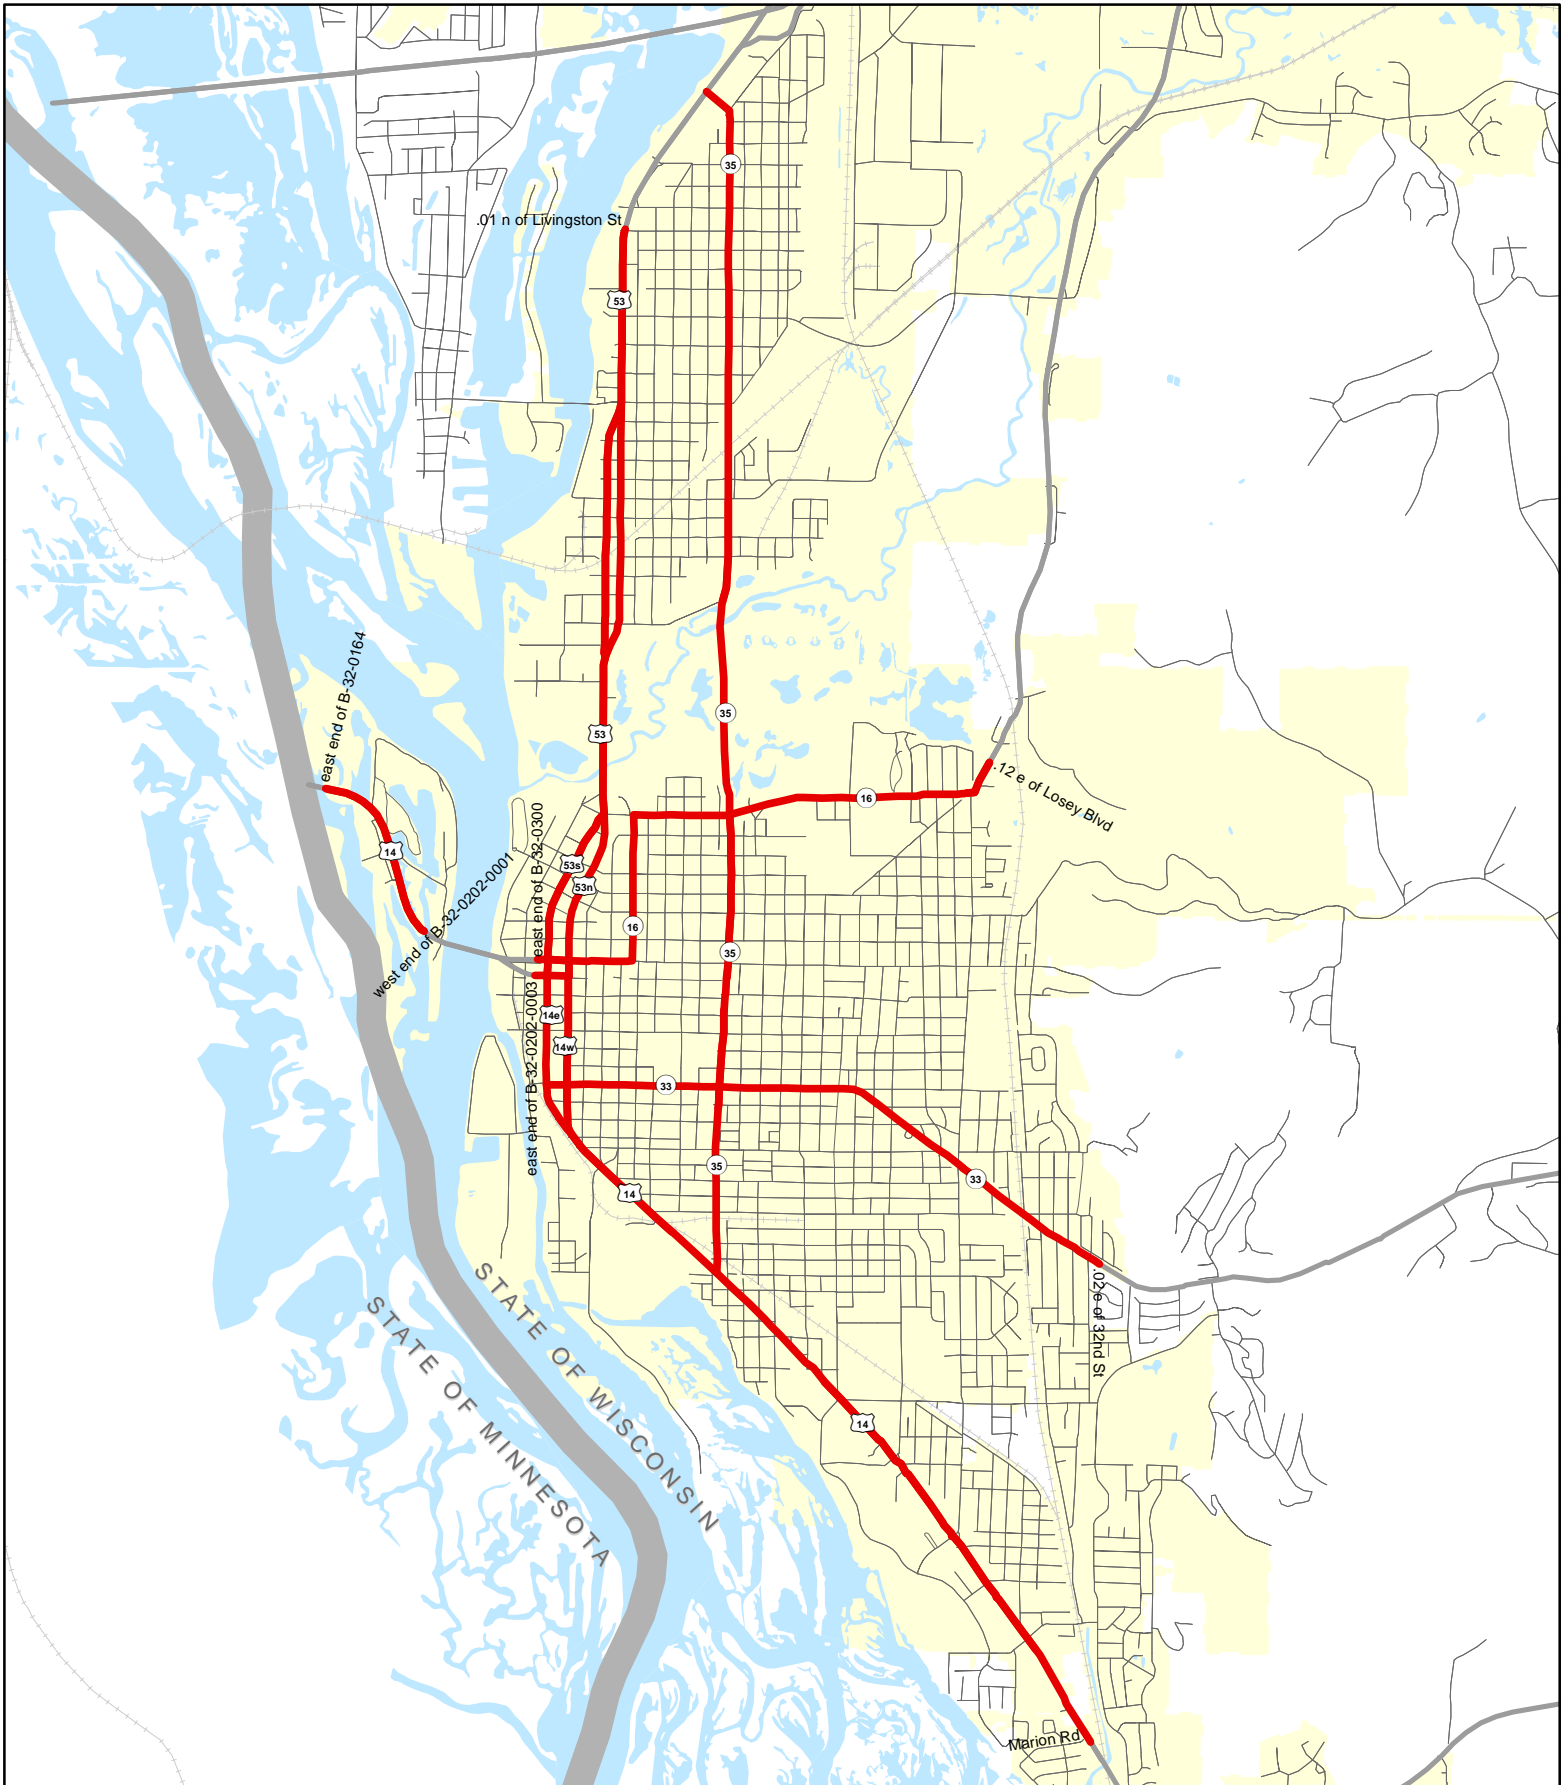 35
.01 n of Livingston St
53
east end of B-32-0164
35
53
.12 e of Losey Blvd
16
14
53s
53n
east end of B-32-0300
west end of B-32-0202-0001
16
35
east end of B-32-0202-0003
14e
14w
33
35
33
14
.02 e of 32nd St
STATE OF WISCONSIN
STATE OF MINNESOTA
14
Marion Rd